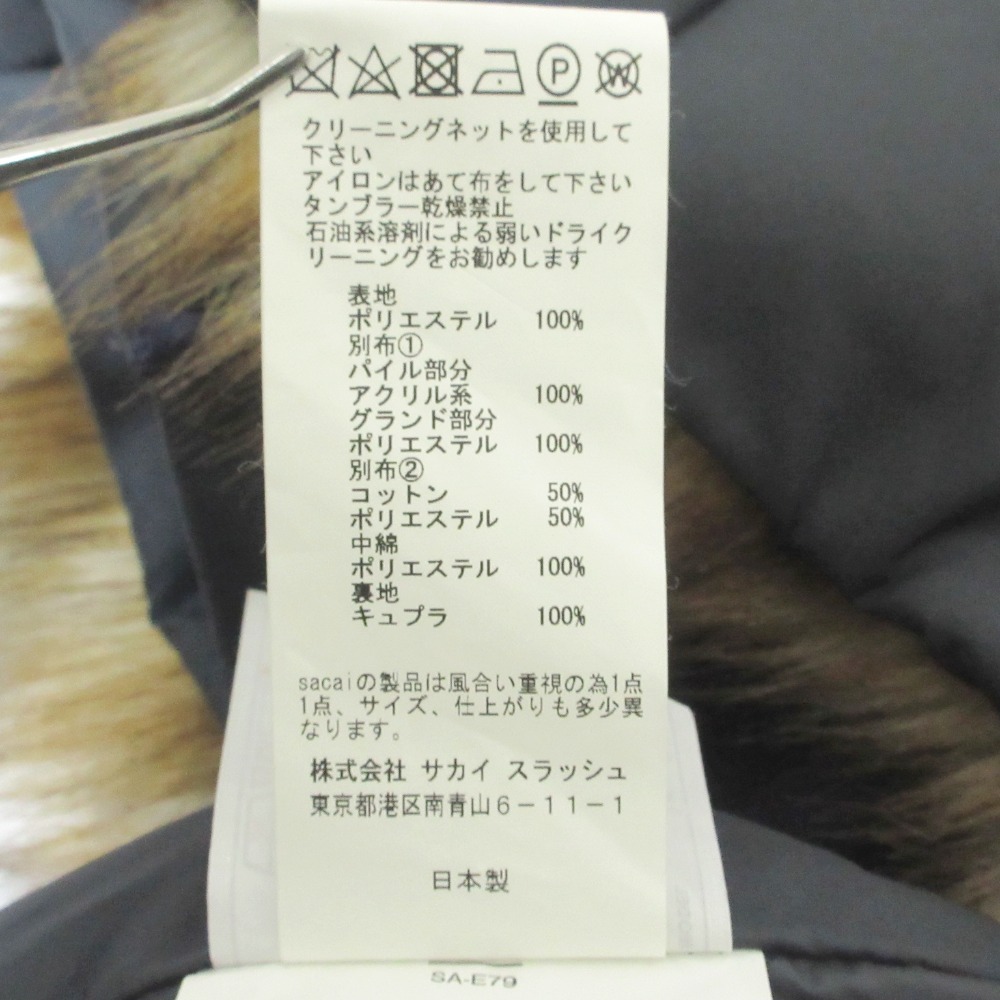 P W
クリーニングネットを使用して
下さい
アイロンはあて布をして下さい
タンブラー乾燥禁止
石油系溶剤による弱いドライク
リーニングをお勧めします
表地
ポリエステル 100%
別布①
パイル部分
アクリル系 100%
グランド部分
ポリエステル 100%
別布②
コットン 50%
ポリエステル 50%
中綿
ポリエステル 100%
裏地
キュプラ 100%
sacaiの製品は風合い重視の為1点
1点、サイズ、仕上がりも多少異
なります。
株式会社 サカイ スラッシュ
東京都港区南青山6-11-1
日本製
SA-E79